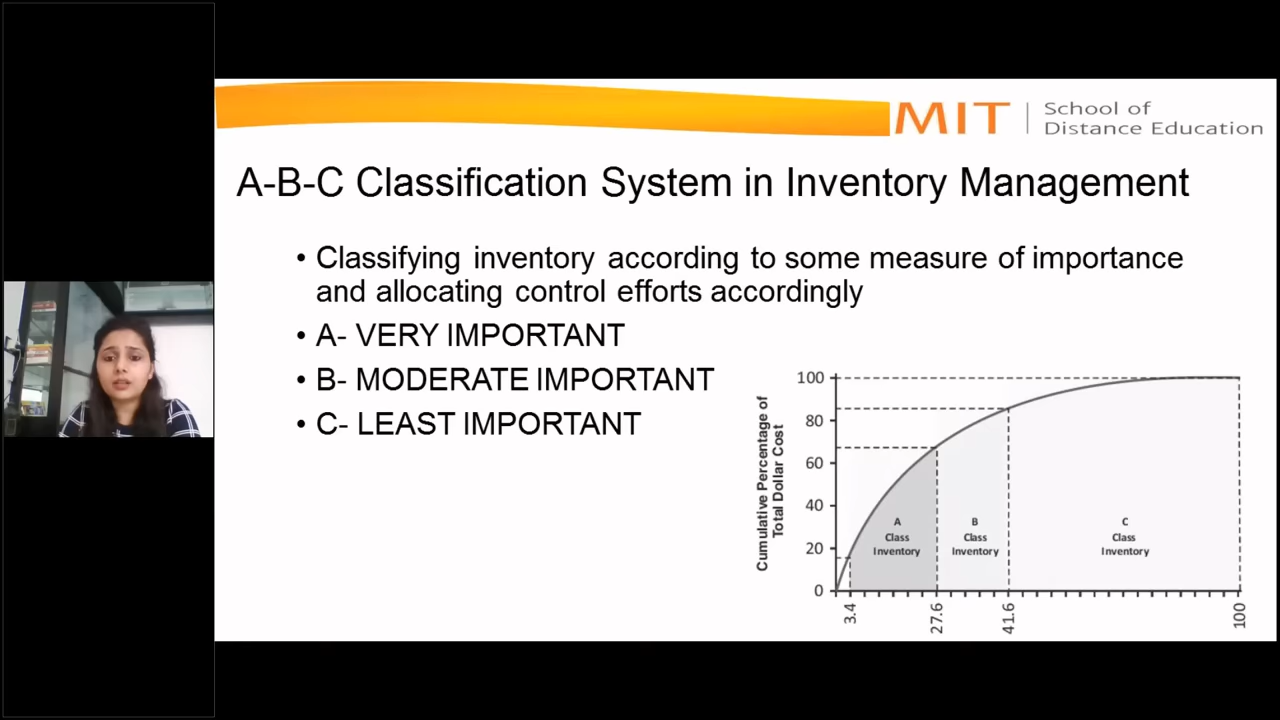 MIT | School of
Distance Education
A-B-C Classification System in Inventory Management
• Classifying inventory according to some measure of importance
and allocating control efforts accordingly
• A- VERY IMPORTANT
• B- MODERATE IMPORTANT
• C- LEAST IMPORTANT
Cumulative Percentage of
Total Dollar Cost
100
80
60
40
20
0
A
Class
Inventory
B
Class
Inventory
C
Class
Inventory
3.4
27.6
41.6
100